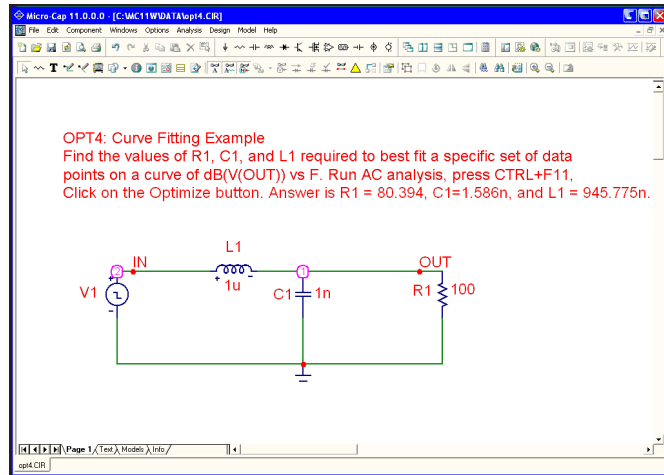 Micro-Cap 11.0.0.0 - [C:\MC11W\DATA\opt4.CIR]
File Edit Component Windows Options Analysis Design Model Help
OPT4: Curve Fitting Example
Find the values of R1, C1, and L1 required to best fit a specific set of data
points on a curve of dB(V(OUT)) vs F. Run AC analysis, press CTRL+F11,
Click on the Optimize button. Answer is R1 = 80.394, C1=1.586n, and L1 = 945.775n.
L1
2 IN 1 OUT
1u
V1 C1 1n R1 100
Page 1 Text Models Info
opt4.CIR